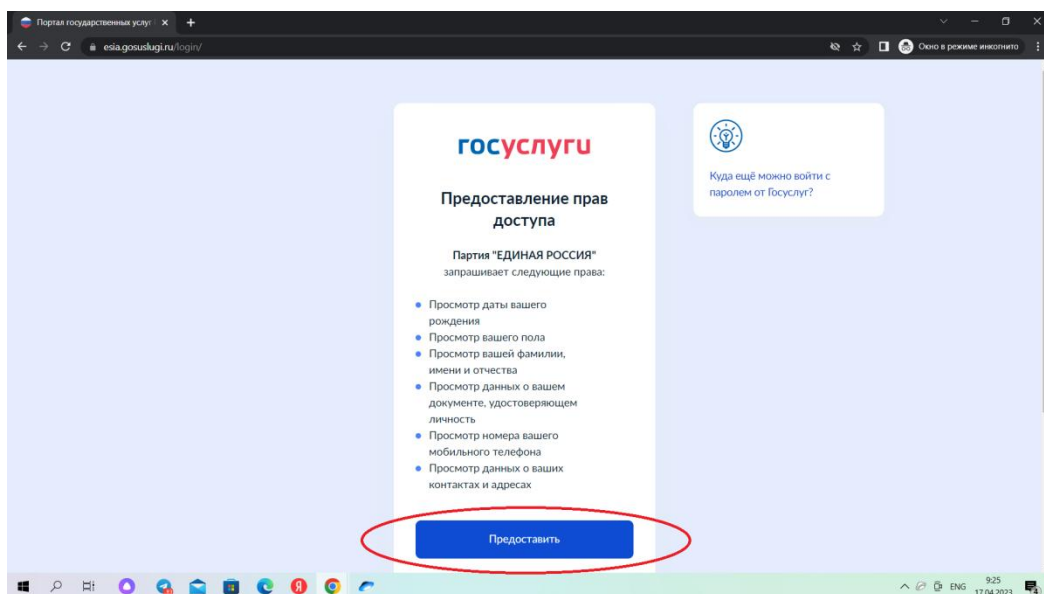 Портал государственных услуг
esia.gosuslugi.ru/login/
Окно в режиме инкогнито
госуслуги
Предоставление прав
доступа
Партия "ЕДИНАЯ РОССИЯ"
запрашивает следующие права:
Просмотр даты вашего
рождения
Просмотр вашего пола
Просмотр вашей фамилии,
имени и отчества
Просмотр данных о вашем
документе, удостоверяющем
личность
Просмотр номера вашего
мобильного телефона
Просмотр данных о ваших
контактах и адресах
Предоставить
Куда ещё можно войти с
паролем от Госуслуг?
ENG
9:25
17.04.2023